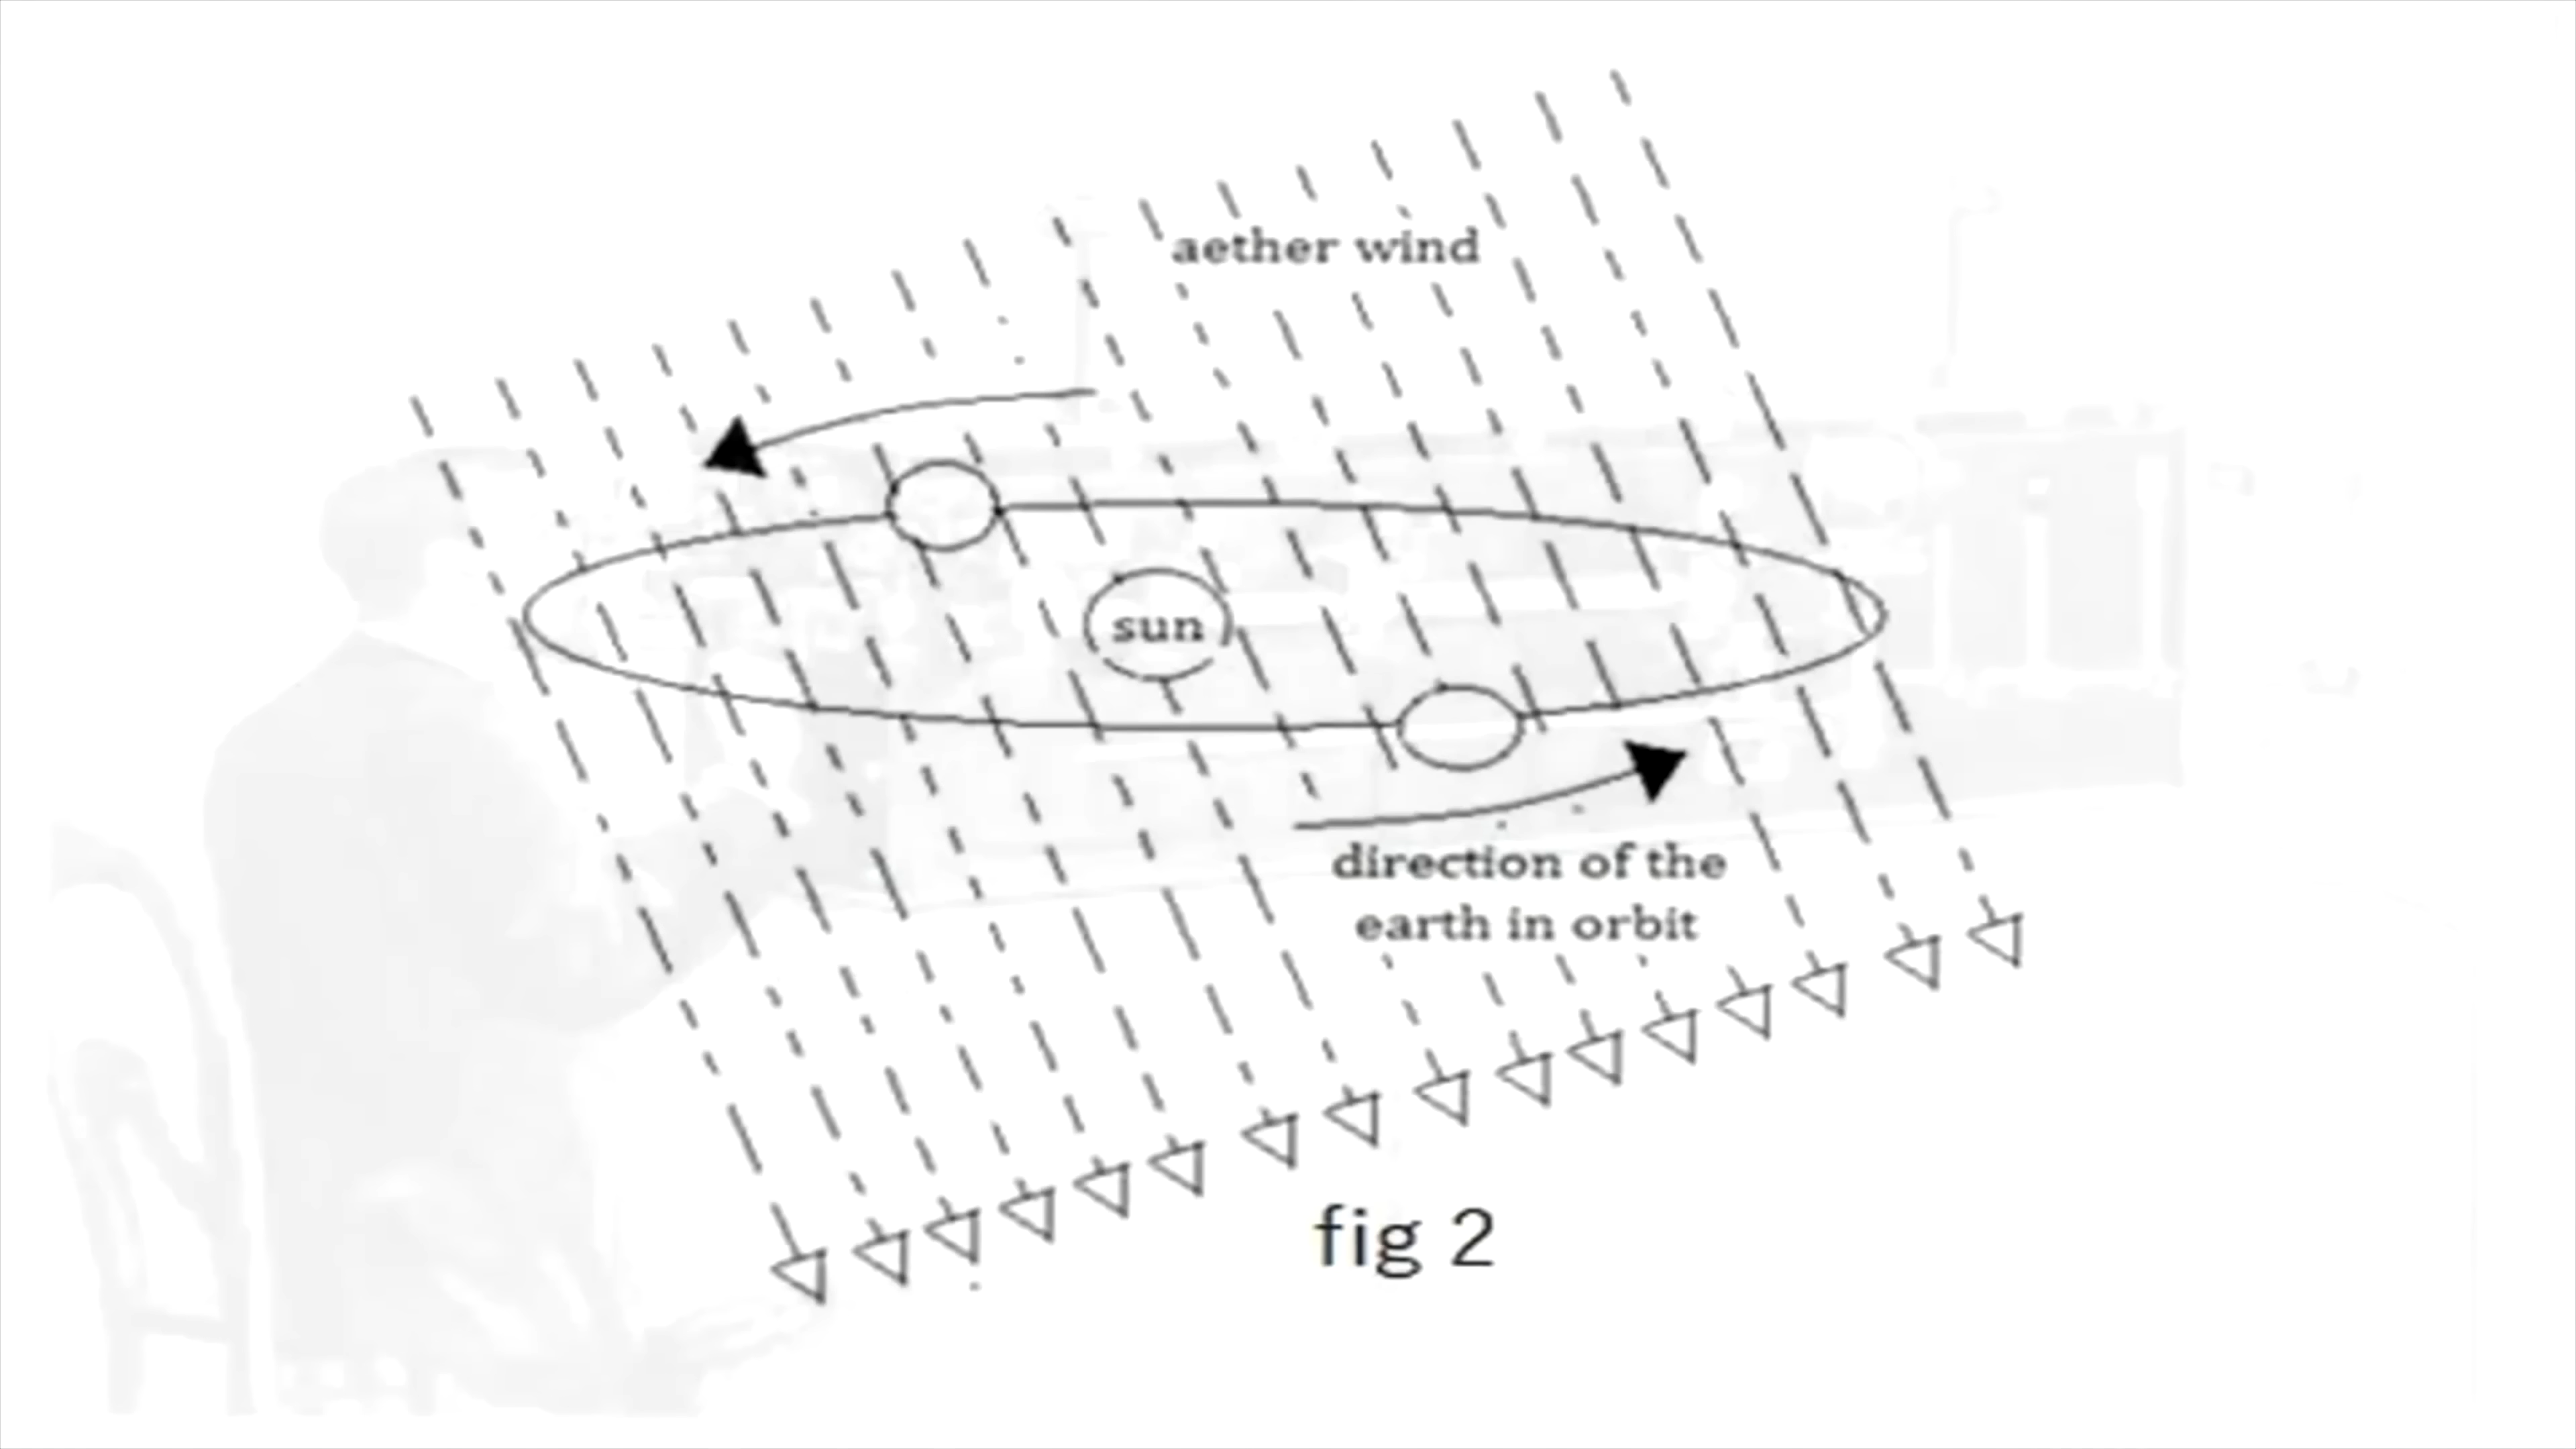 aether wind
sun
direction of the
earth in orbit
fig 2